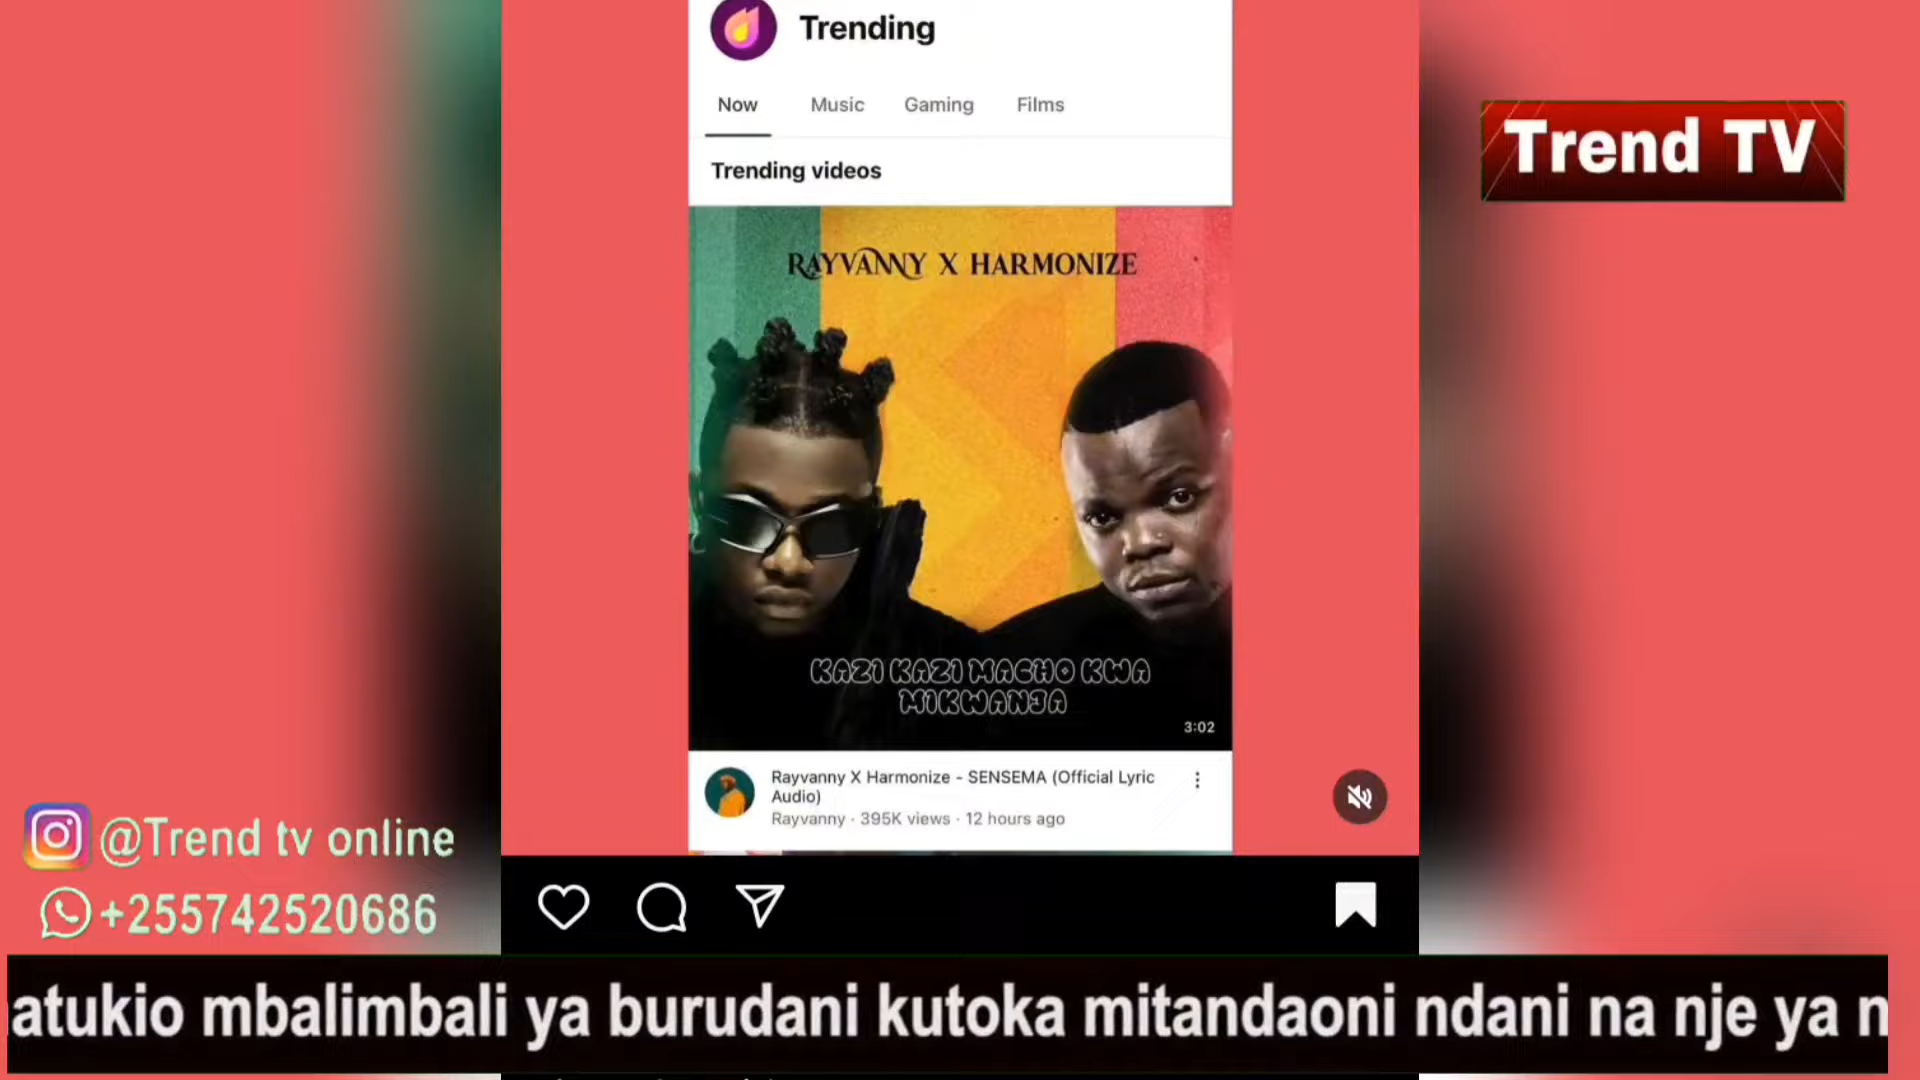 Trending
Now Music Gaming Films
Trending videos
Trend TV
RAYVANNY X HARMONIZE
KAZI KAZI MACHO KWA
MIKWANJA
3:02
Rayvanny X Harmonize - SENSEMA (Official Lyric
Audio)
Rayvanny · 395K views · 12 hours ago
@Trend tv online
+255742520686
atukio mbalimbali ya burudani kutoka mitandaoni ndani na nje ya